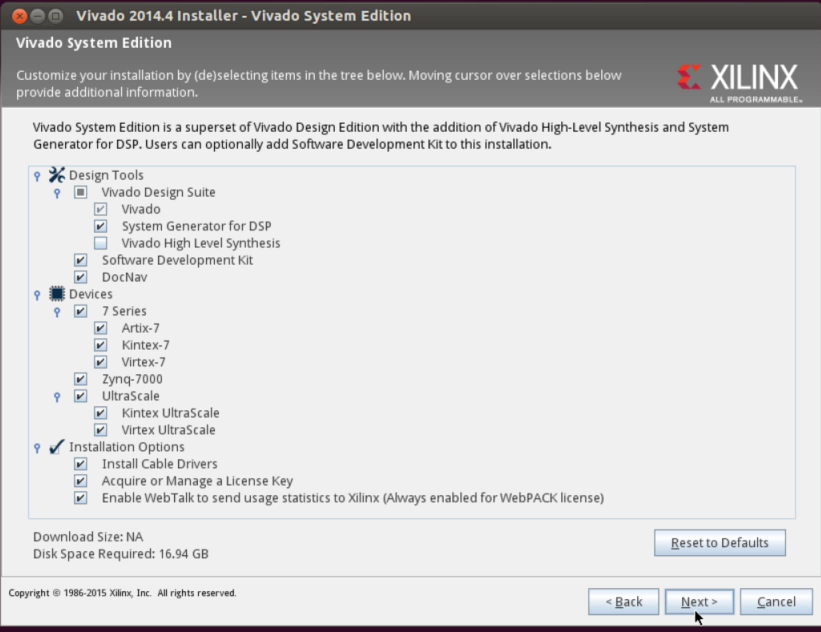 Vivado 2014.4 Installer - Vivado System Edition
Vivado System Edition
Customize your installation by (de)selecting items in the tree below. Moving cursor over selections below
provide additional information.
XILINX
ALL PROGRAMMABLE™
Vivado System Edition is a superset of Vivado Design Edition with the addition of Vivado High-Level Synthesis and System
Generator for DSP. Users can optionally add Software Development Kit to this installation.
Design Tools
Vivado Design Suite
Vivado
System Generator for DSP
Vivado High Level Synthesis
Software Development Kit
DocNav
Devices
7 Series
Artix-7
Kintex-7
Virtex-7
Zynq-7000
UltraScale
Kintex UltraScale
Virtex UltraScale
Installation Options
Install Cable Drivers
Acquire or Manage a License Key
Enable WebTalk to send usage statistics to Xilinx (Always enabled for WebPACK license)
Download Size: NA
Disk Space Required: 16.94 GB
Reset to Defaults
Copyright © 1986-2015 Xilinx, Inc. All rights reserved.
< Back
Next >
Cancel